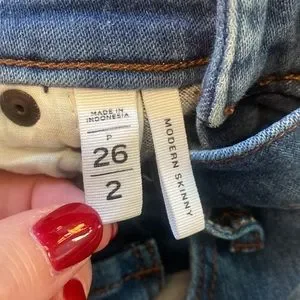 MADE IN
INDONESIA
P
26
2
MODERN SKINNY